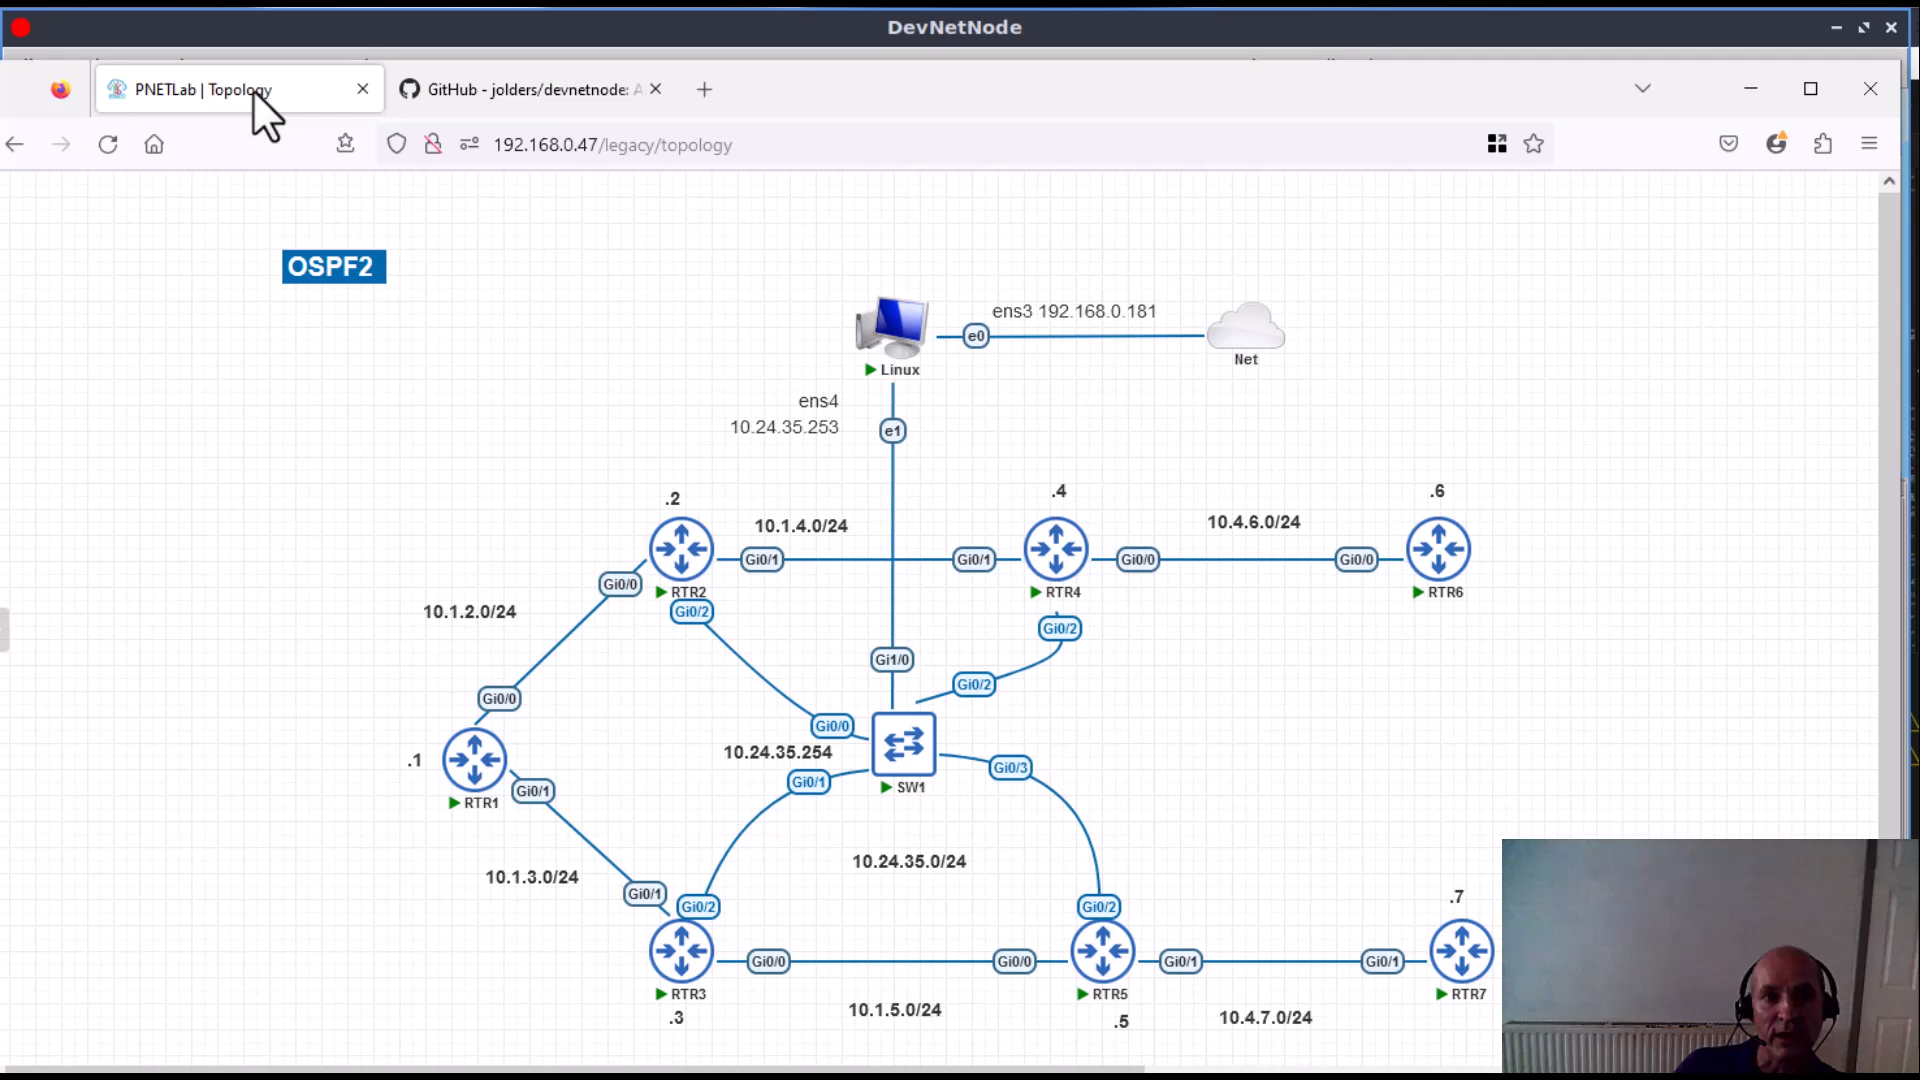 DevNetNode
PNETLab | Topology
GitHub - jolders/devnetnode: A
192.168.0.47/legacy/topology
OSPF2
ens3 192.168.0.181
e0
Net
Linux
ens4
10.24.35.253
e1
.2
.4
.6
10.1.4.0/24
10.4.6.0/24
Gi0/1
Gi0/1
Gi0/0
Gi0/0
Gi0/0
RTR2
RTR4
RTR6
10.1.2.0/24
Gi0/2
Gi0/2
Gi1/0
Gi0/2
Gi0/0
Gi0/0
10.24.35.254
.1
Gi0/3
Gi0/1
SW1
Gi0/1
RTR1
10.24.35.0/24
10.1.3.0/24
Gi0/1
Gi0/2
Gi0/2
.7
Gi0/0
Gi0/0
Gi0/1
Gi0/1
RTR3
RTR5
RTR7
.3
10.1.5.0/24
.5
10.4.7.0/24